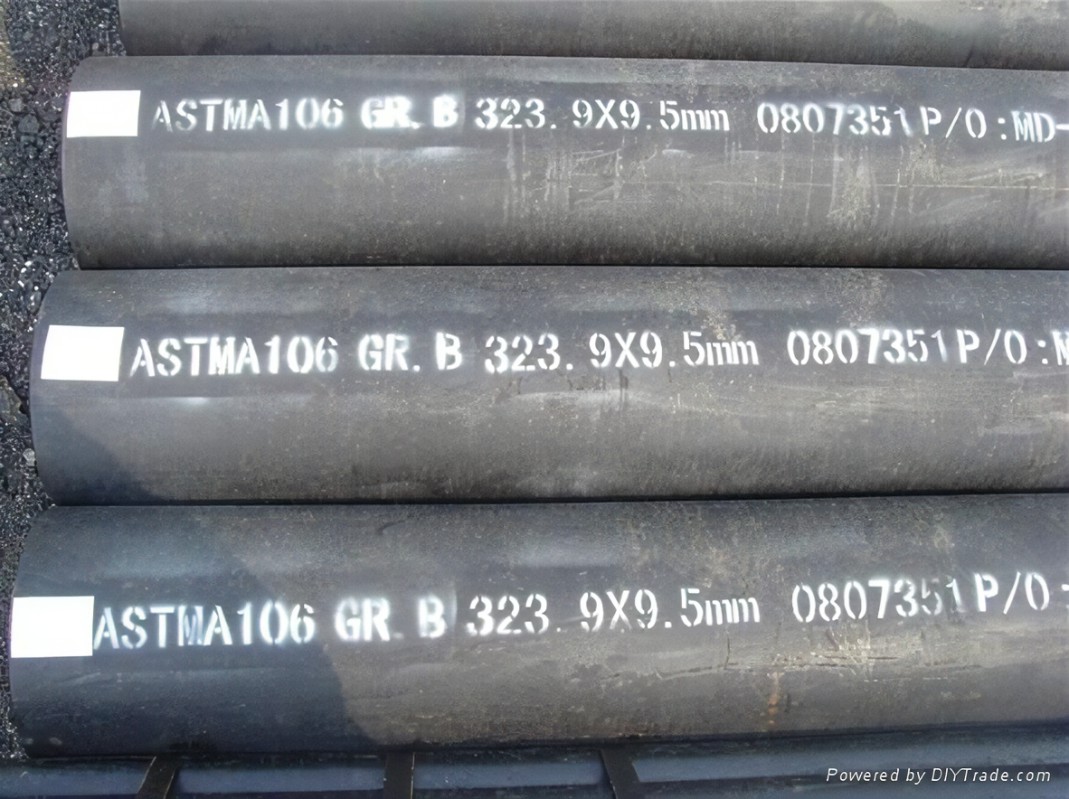 ASTMA106 GR.B 323.9X9.5mm 0807351 P/O:MD-
ASTMA106 GR.B 323.9X9.5mm 0807351 P/O:M
ASTMA106 GR.B 323.9X9.5mm 0807351 P/O:
Powered by DIYTrade.com